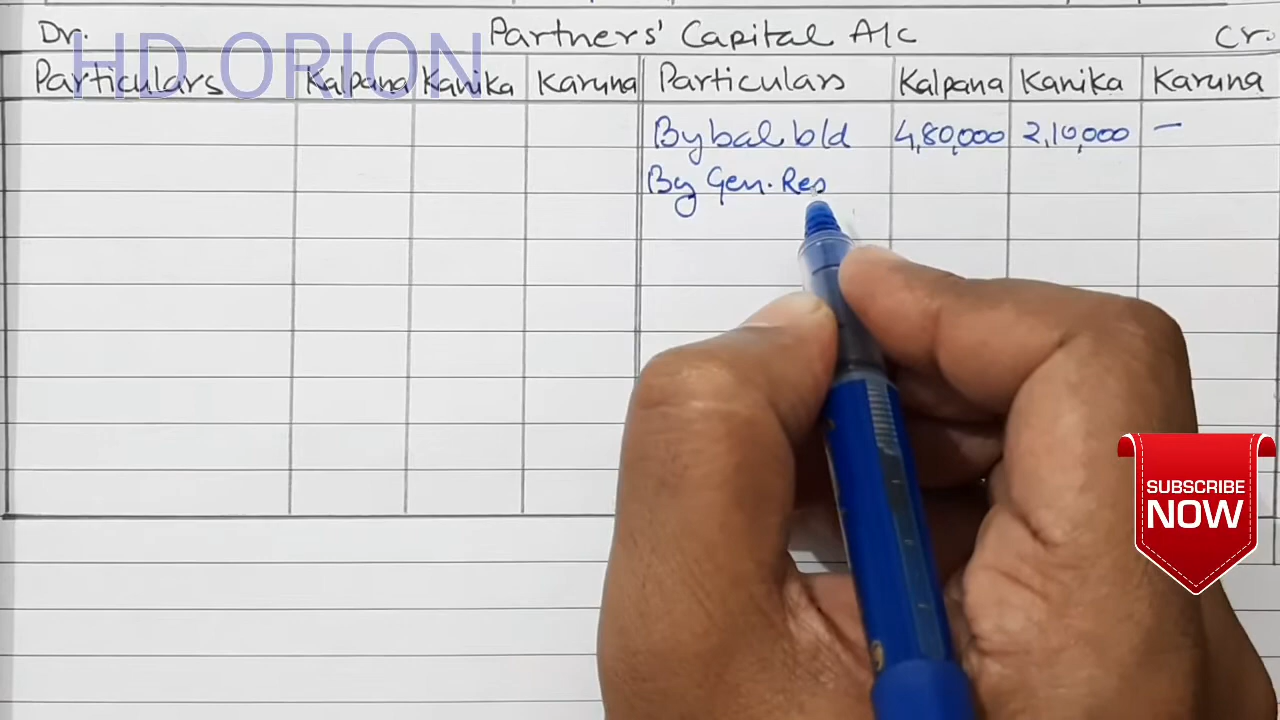 Dr. Partners' Capital A/c Cr.
HD ORION
Particulars Kalpana Kanika Karuna Particulars Kalpana Kanika Karuna
By bal b/d 4,80,000 2,10,000 —
By Gen. Res
SUBSCRIBE
NOW